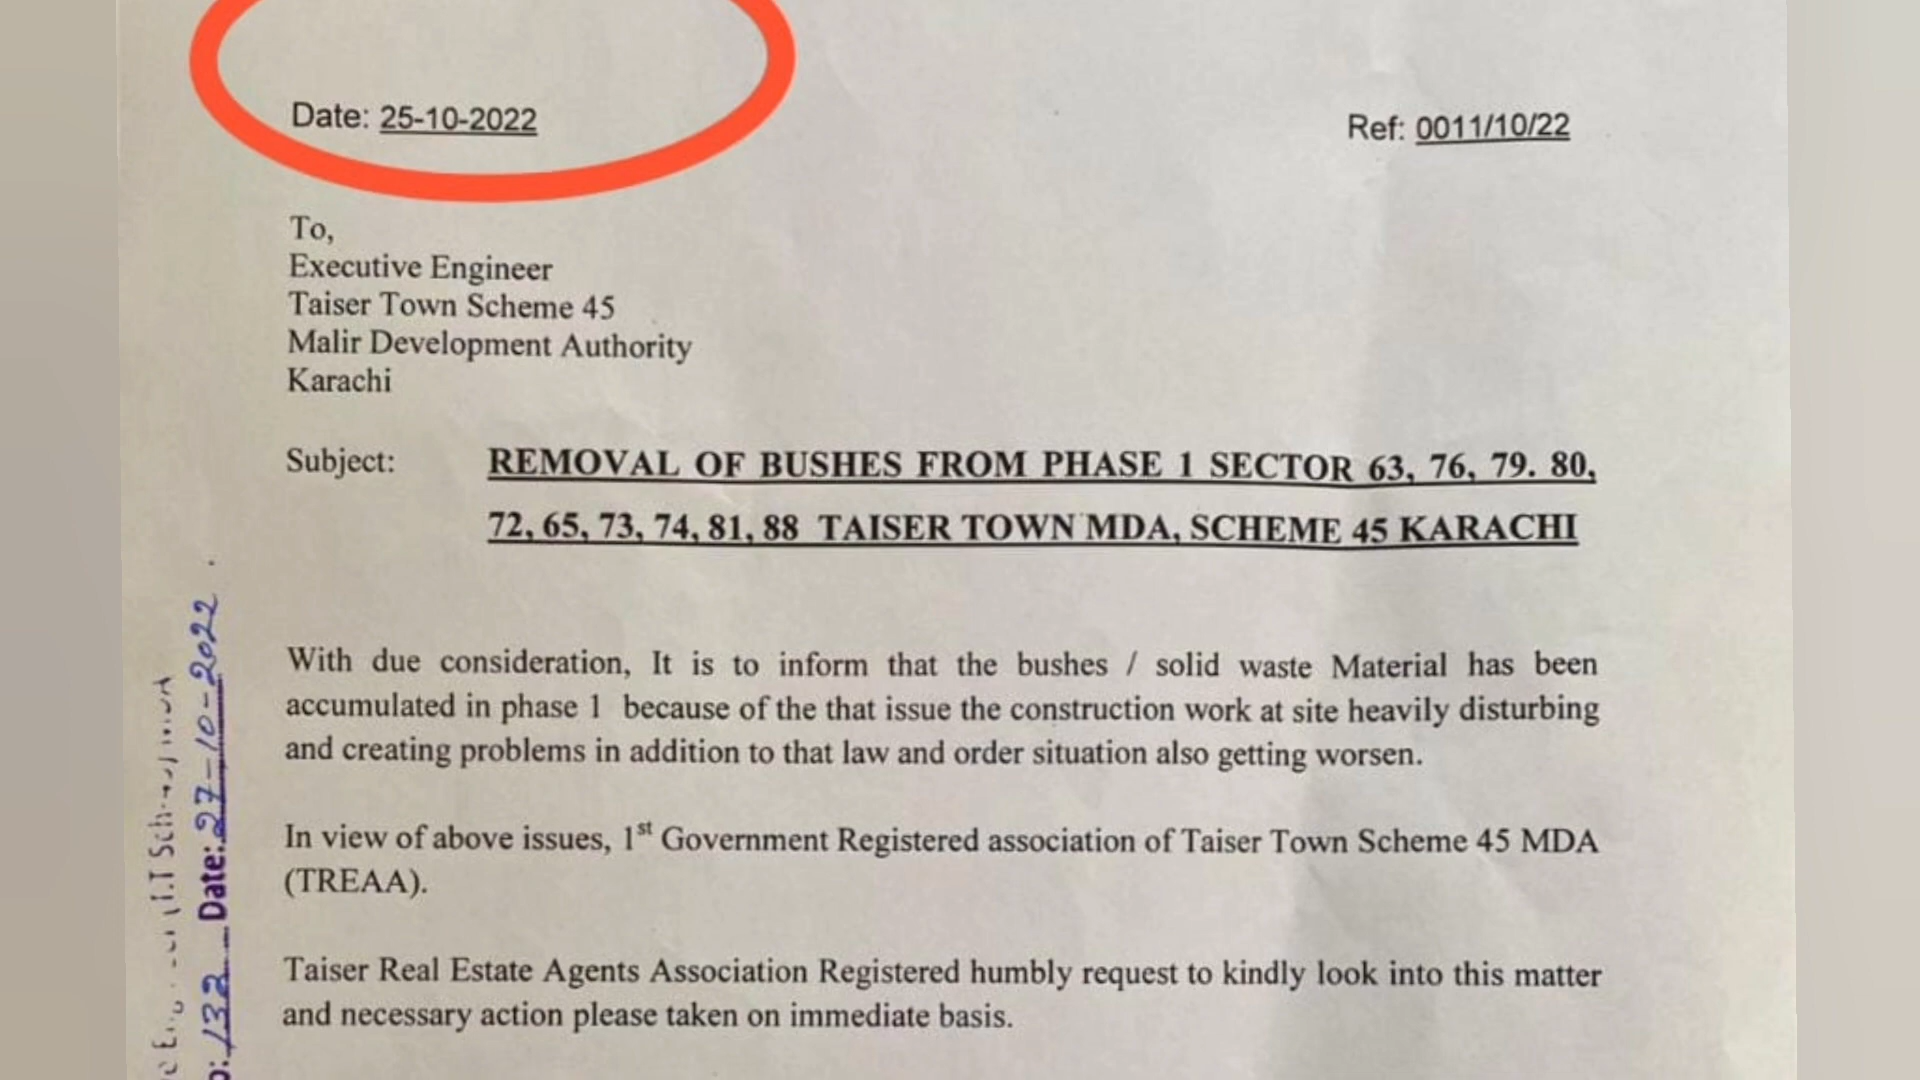 Date: 25-10-2022
Ref: 0011/10/22
To,
Executive Engineer
Taiser Town Scheme 45
Malir Development Authority
Karachi
Subject: REMOVAL OF BUSHES FROM PHASE 1 SECTOR 63, 76, 79. 80,
72, 65, 73, 74, 81, 88 TAISER TOWN MDA, SCHEME 45 KARACHI
With due consideration, It is to inform that the bushes / solid waste Material has been
accumulated in phase 1 because of the that issue the construction work at site heavily disturbing
and creating problems in addition to that law and order situation also getting worsen.
In view of above issues, 1st Government Registered association of Taiser Town Scheme 45 MDA
(TREAA).
Taiser Real Estate Agents Association Registered humbly request to kindly look into this matter
and necessary action please taken on immediate basis.
132 Date: 27-10-2022